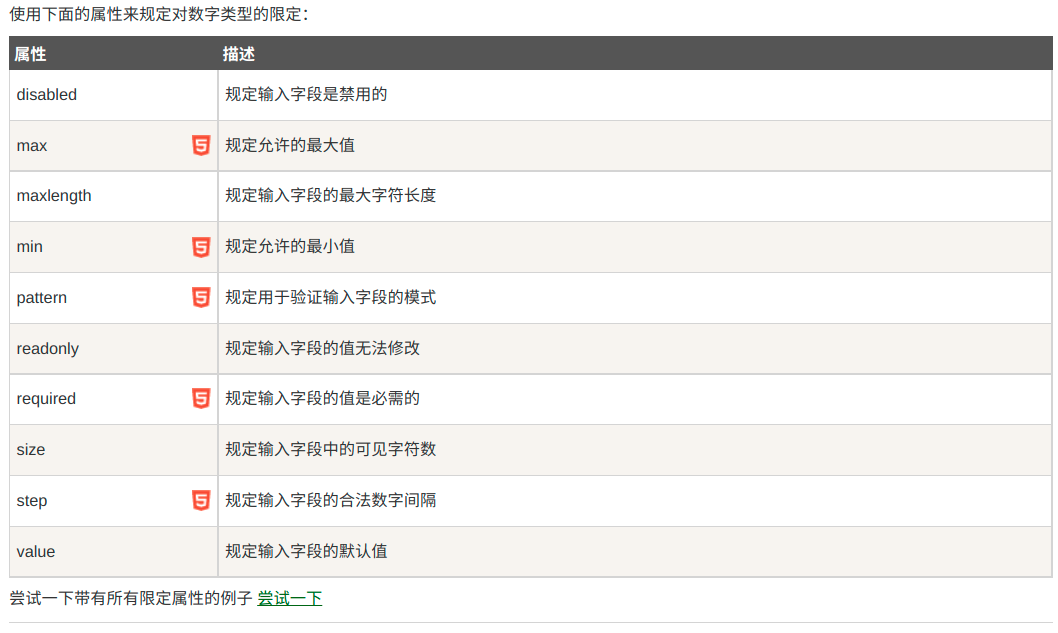 使用下面的属性来规定对数字类型的限定：
属性 描述
disabled 规定输入字段是禁用的
max 规定允许的最大值
maxlength 规定输入字段的最大字符长度
min 规定允许的最小值
pattern 规定用于验证输入字段的模式
readonly 规定输入字段的值无法修改
required 规定输入字段的值是必需的
size 规定输入字段中的可见字符数
step 规定输入字段的合法数字间隔
value 规定输入字段的默认值
尝试一下带有所有限定属性的例子 尝试一下